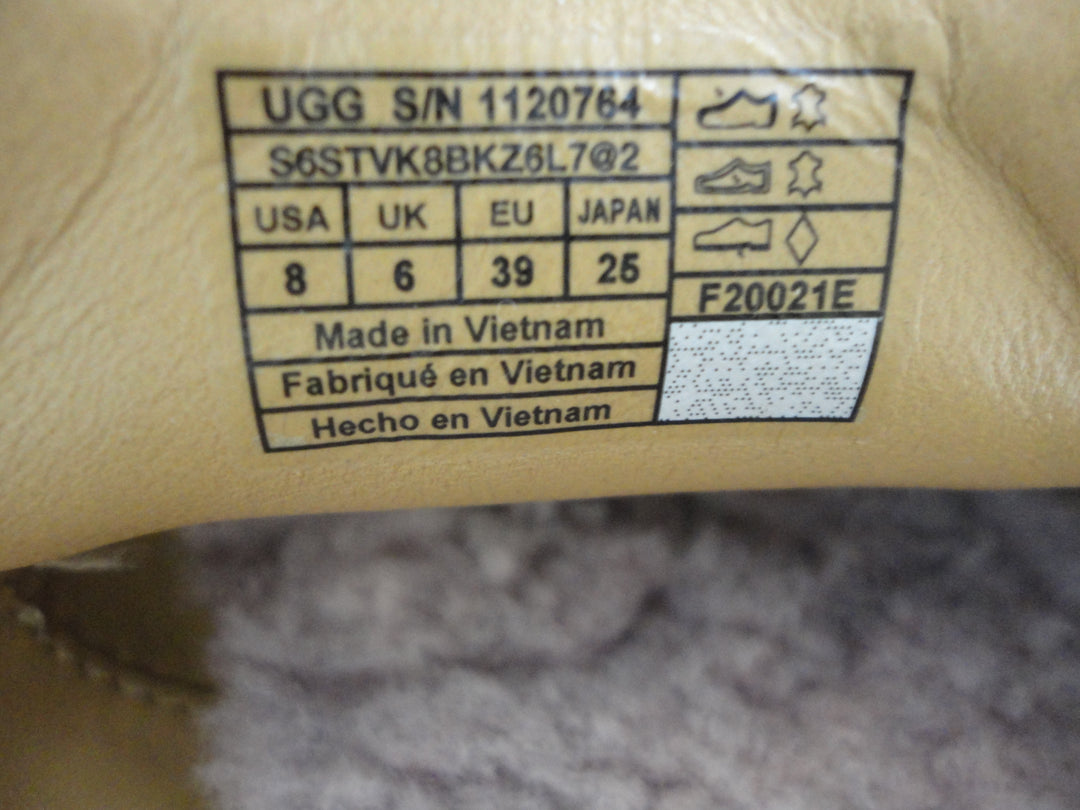 UGG S/N 1120764
S6STVK8BKZ6L7@2
USA UK EU JAPAN
8 6 39 25
F20021E
Made in Vietnam
Fabriqué en Vietnam
Hecho en Vietnam